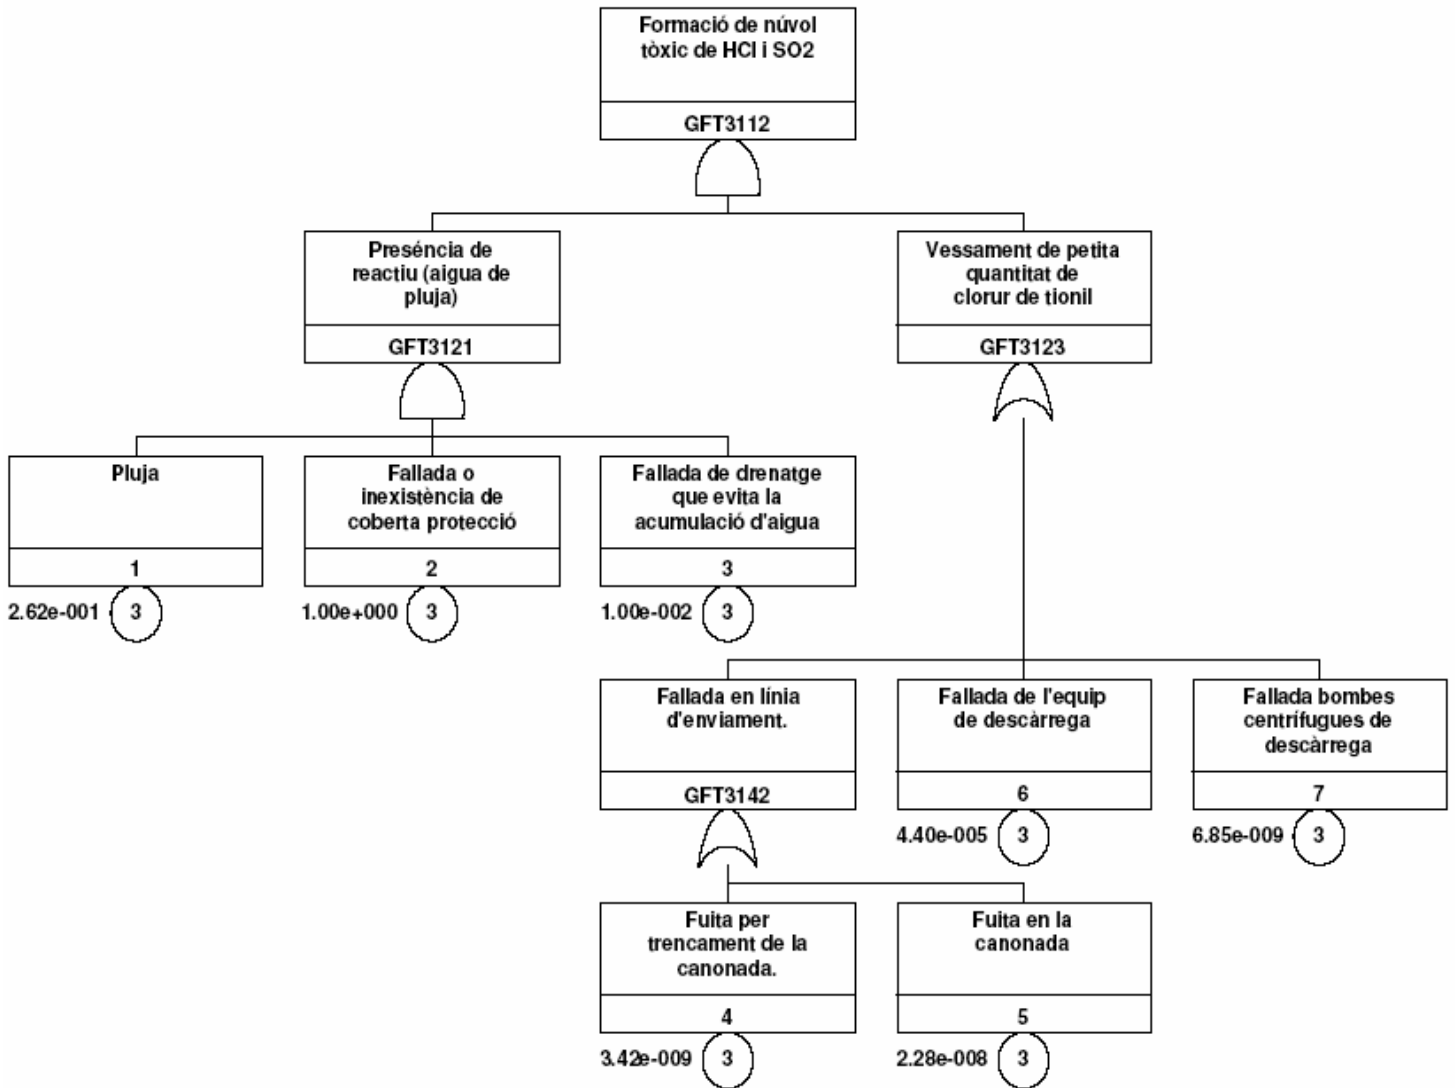 Formació de núvol
tòxic de HCl i SO2
GFT3112
Preséncia de
reactiu (aigua de
pluja)
GFT3121
Vessament de petita
quantitat de
clorur de tionil
GFT3123
Pluja
1
2.62e-001
3
Fallada o
inexistència de
coberta protecció
2
1.00e+000
3
Fallada de drenatge
que evita la
acumulació d'aigua
3
1.00e-002
3
Fallada en línia
d'enviament.
GFT3142
Fallada de l'equip
de descàrrega
6
4.40e-005
3
Fallada bombes
centrífugues de
descàrrega
7
6.85e-009
3
Fuita per
trencament de la
canonada.
4
3.42e-009
3
Fuita en la
canonada
5
2.28e-008
3